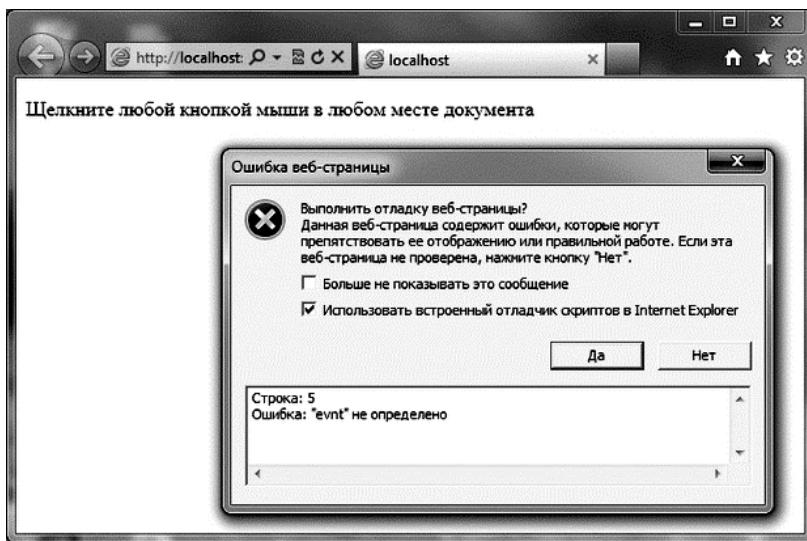 http://localhost:
localhost
Щелкните любой кнопкой мыши в любом месте документа
Ошибка веб-страницы
Выполнить отладку веб-страницы?
Данная веб-страница содержит ошибки, которые могут
препятствовать ее отображению или правильной работе. Если эта
веб-страница не проверена, нажмите кнопку "Нет".
Больше не показывать это сообщение
Использовать встроенный отладчик скриптов в Internet Explorer
Да
Нет
Строка: 5
Ошибка: "evnt" не определено